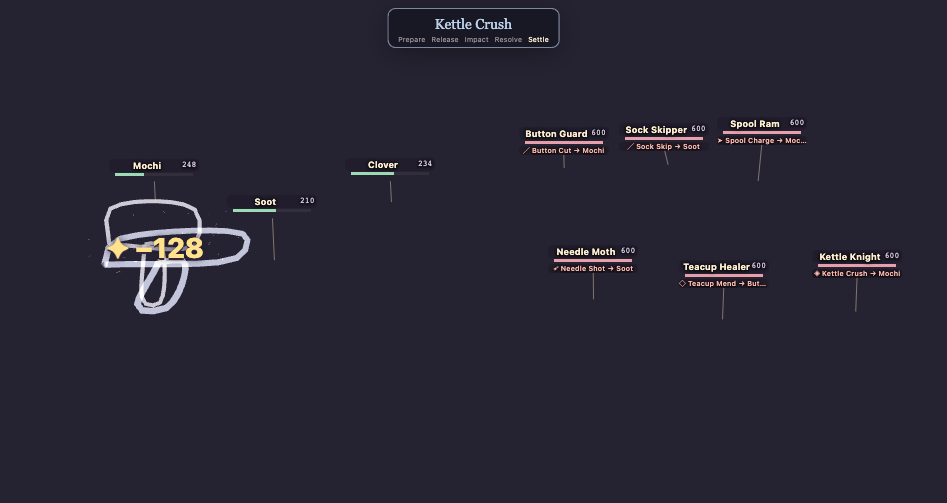 Kettle Crush
Prepare Release Impact Resolve Settle
Spool Ram 600
➤ Spool Charge → Moc...
Sock Skipper 600
⟋ Sock Skip → Soot
Button Guard 600
⟋ Button Cut → Mochi
Mochi 248
Clover 234
Soot 210
✦ −128
Needle Moth 600
➶ Needle Shot → Soot
Kettle Knight 600
◈ Kettle Crush → Mochi
Teacup Healer 600
◇ Teacup Mend → But...